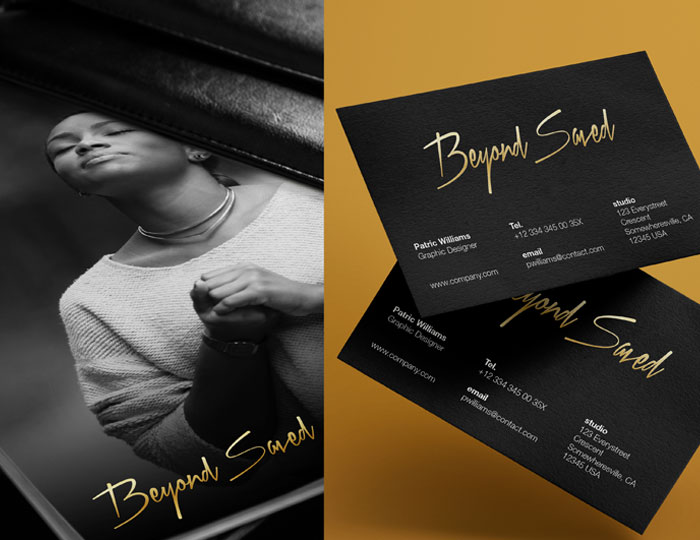 Beyond Saved
Beyond Saved
Patric Williams
Graphic Designer
www.company.com
Tel.
+12 334 345 00 35X
email
pwilliams@contact.com
studio
123 Everystreet
Crescent
Somewheresville, CA
12345 USA
eyond Saved
Patric Williams
Graphic Designer
www.company.com
Tel.
+12 334 345 00 35X
email
pwilliams@contact.com
studio
123 Everystreet
Crescent
Somewheresville, CA
12345 USA